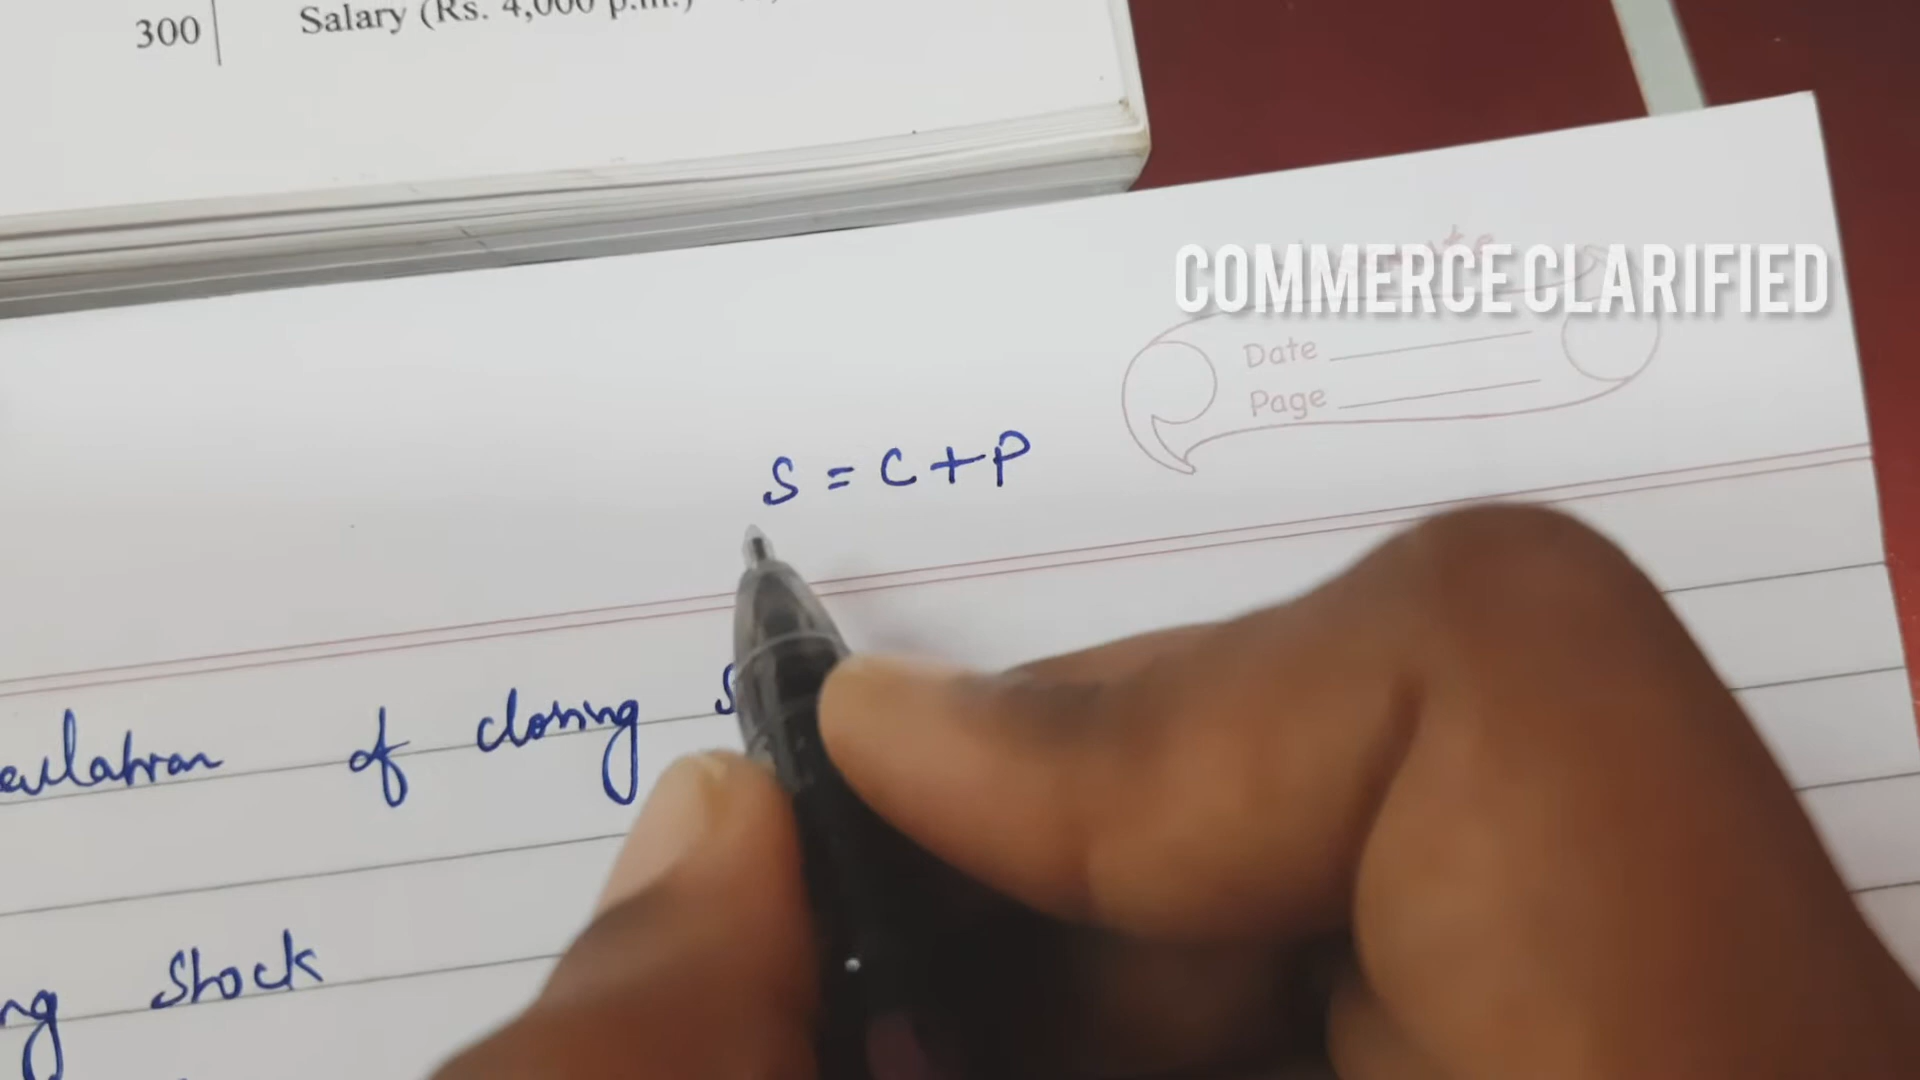 300 Salary (Rs. 4,000 p.m.)
COMMERCE CLARIFIED
Date
Page
S = C + P
of closing
Stock